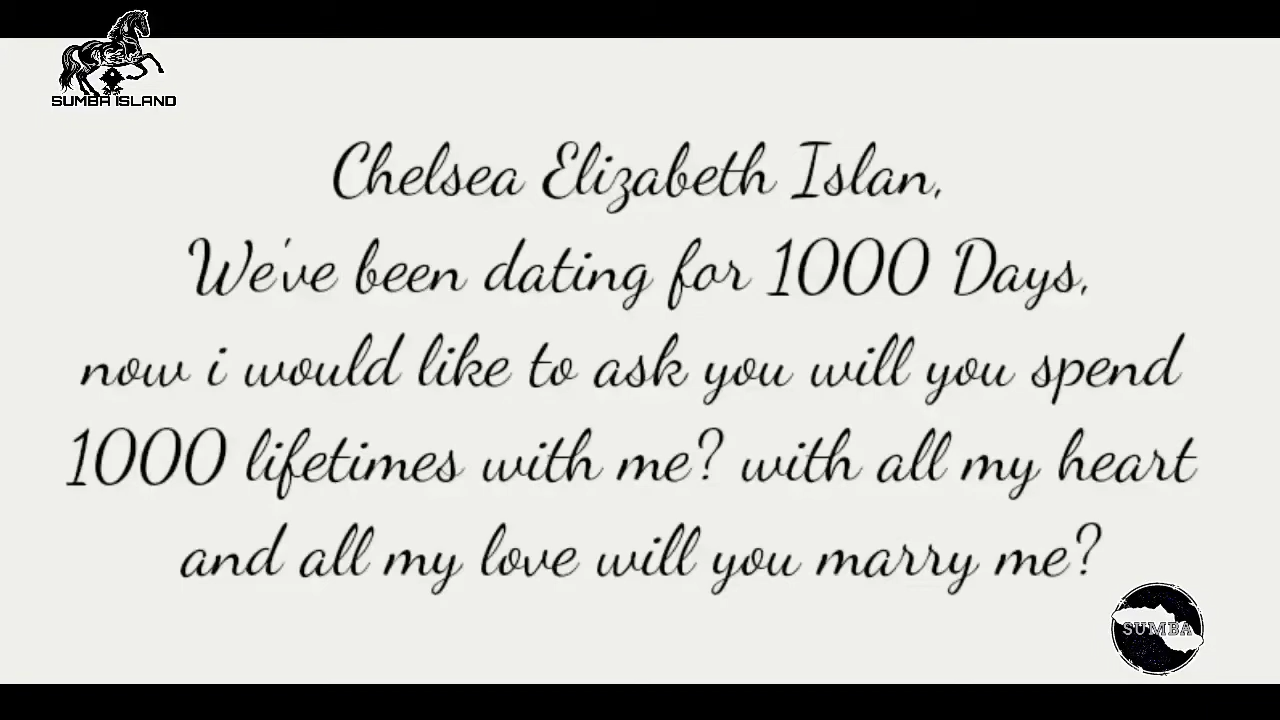 SUMBA ISLAND
Chelsea Elizabeth Islan,
We've been dating for 1000 Days,
now i would like to ask you will you spend
1000 lifetimes with me? with all my heart
and all my love will you marry me?
SUMBA